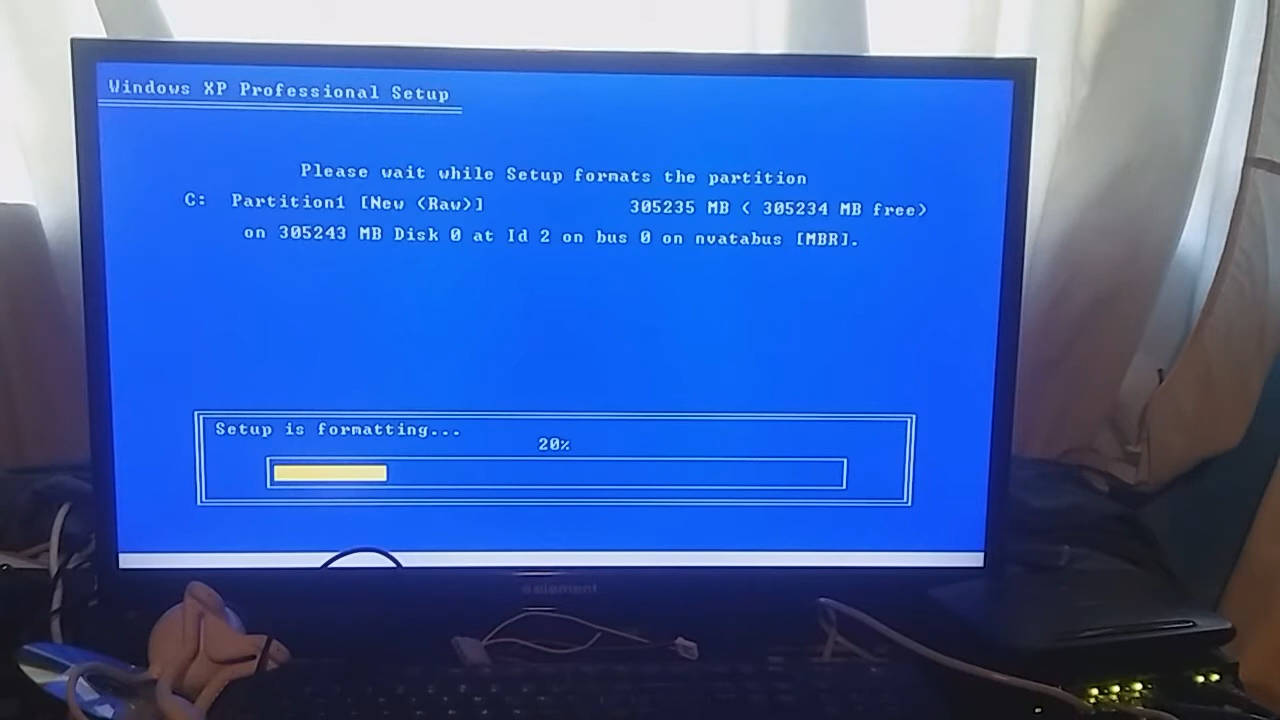 Windows XP Professional Setup
Please wait while Setup formats the partition
C: Partition1 [New (Raw)] 305235 MB ( 305234 MB free)
on 305243 MB Disk 0 at Id 2 on bus 0 on nvatabus [MBR].
Setup is formatting...
20%
element